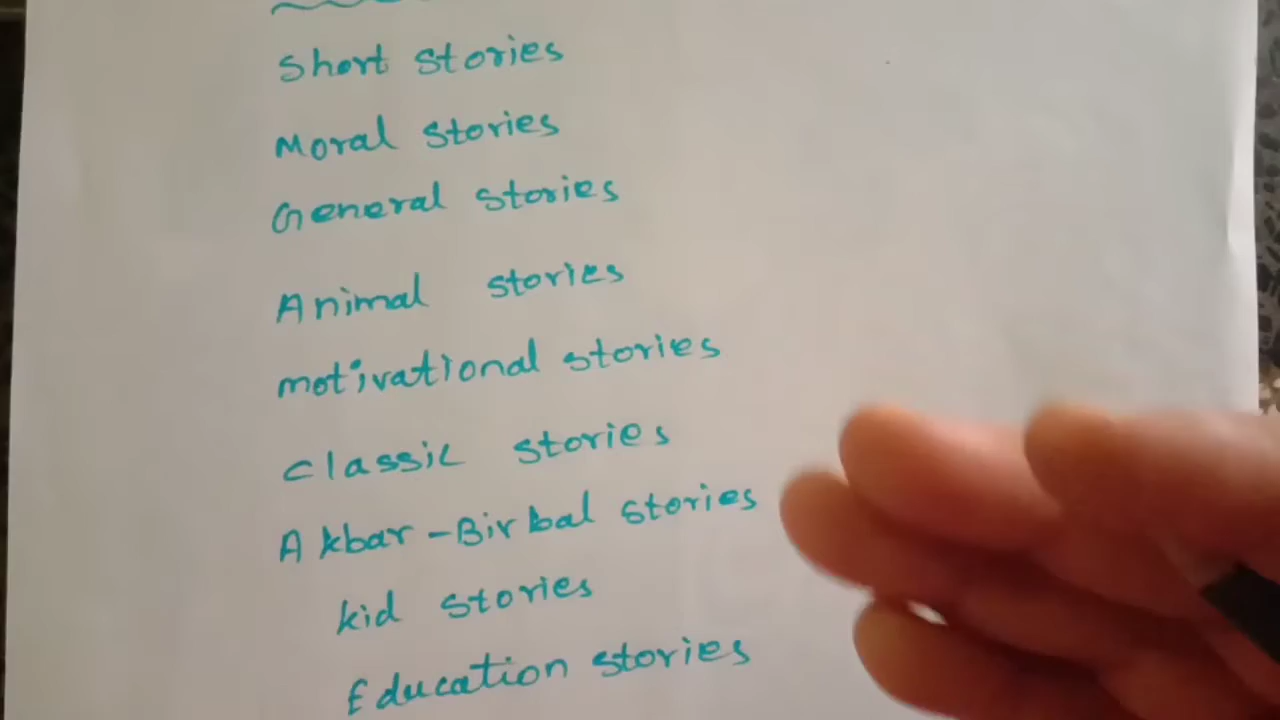 Short stories
Moral stories
General stories
Animal stories
motivational stories
classic stories
Akbar-Birbal stories
kid stories
Education stories